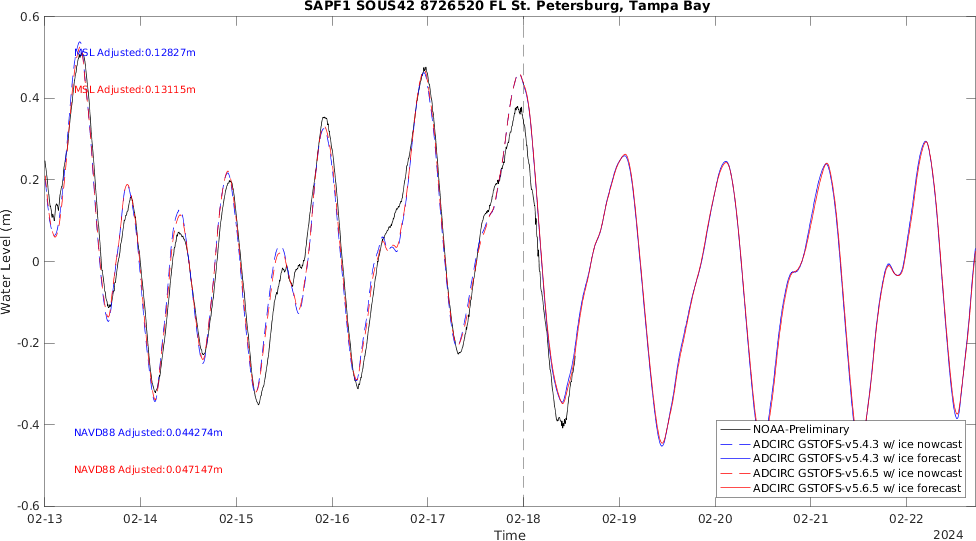 SAPF1 SOUS42 8726520 FL St. Petersburg, Tampa Bay
0.6
0.4
0.2
0
-0.2
-0.4
-0.6
Water Level (m)
MSL Adjusted:0.12827m
MSL Adjusted:0.13115m
NAVD88 Adjusted:0.044274m
NAVD88 Adjusted:0.047147m
NOAA-Preliminary
ADCIRC GSTOFS-v5.4.3 w/ ice nowcast
ADCIRC GSTOFS-v5.4.3 w/ ice forecast
ADCIRC GSTOFS-v5.6.5 w/ ice nowcast
ADCIRC GSTOFS-v5.6.5 w/ ice forecast
02-13 02-14 02-15 02-16 02-17 02-18 02-19 02-20 02-21 02-22
Time
2024